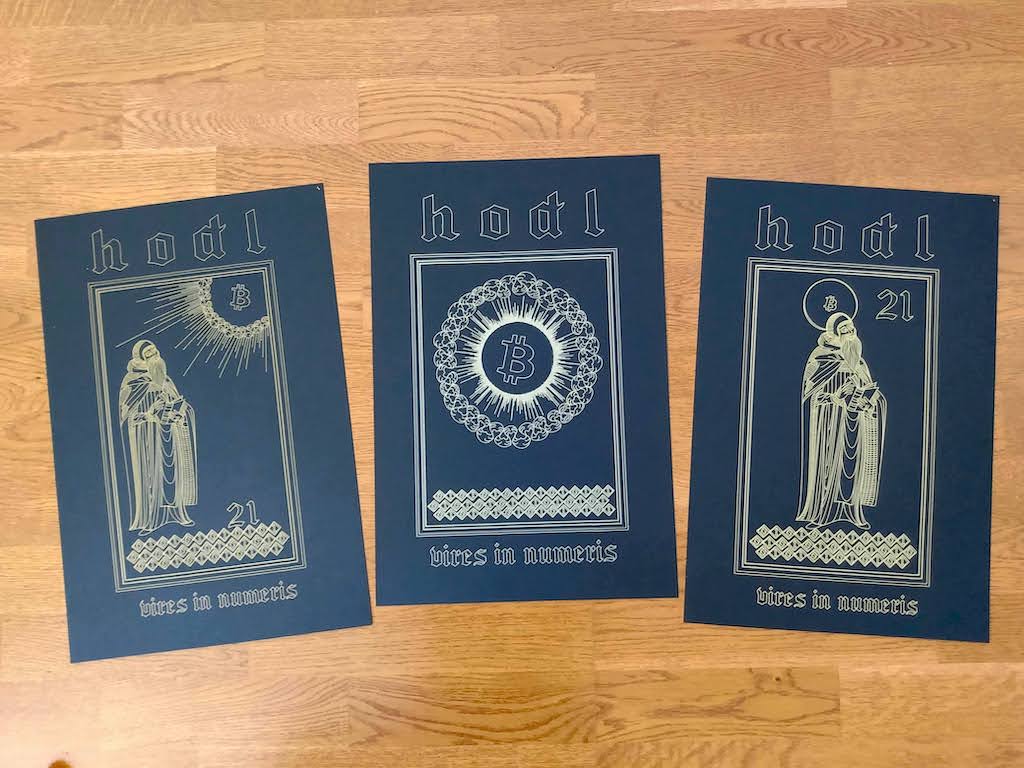 hodl
₿
21
vires in numeris
hodl
₿
vires in numeris
hodl
₿
21
vires in numeris